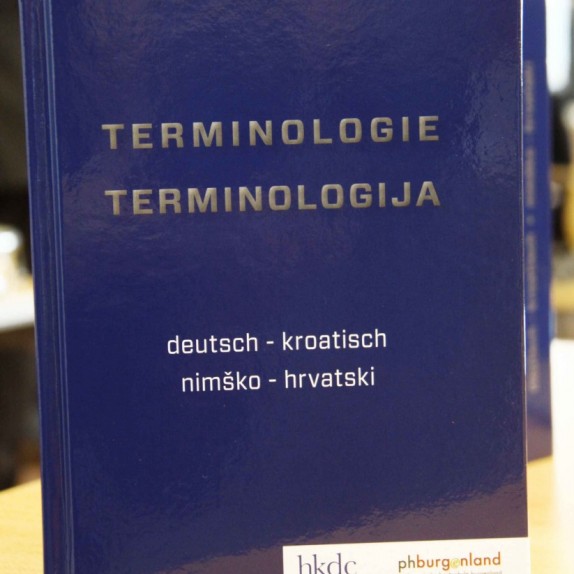 TERMINOLOGIE
TERMINOLOGIJA
deutsch - kroatisch
nimško - hrvatski
hkdc
phburgenland